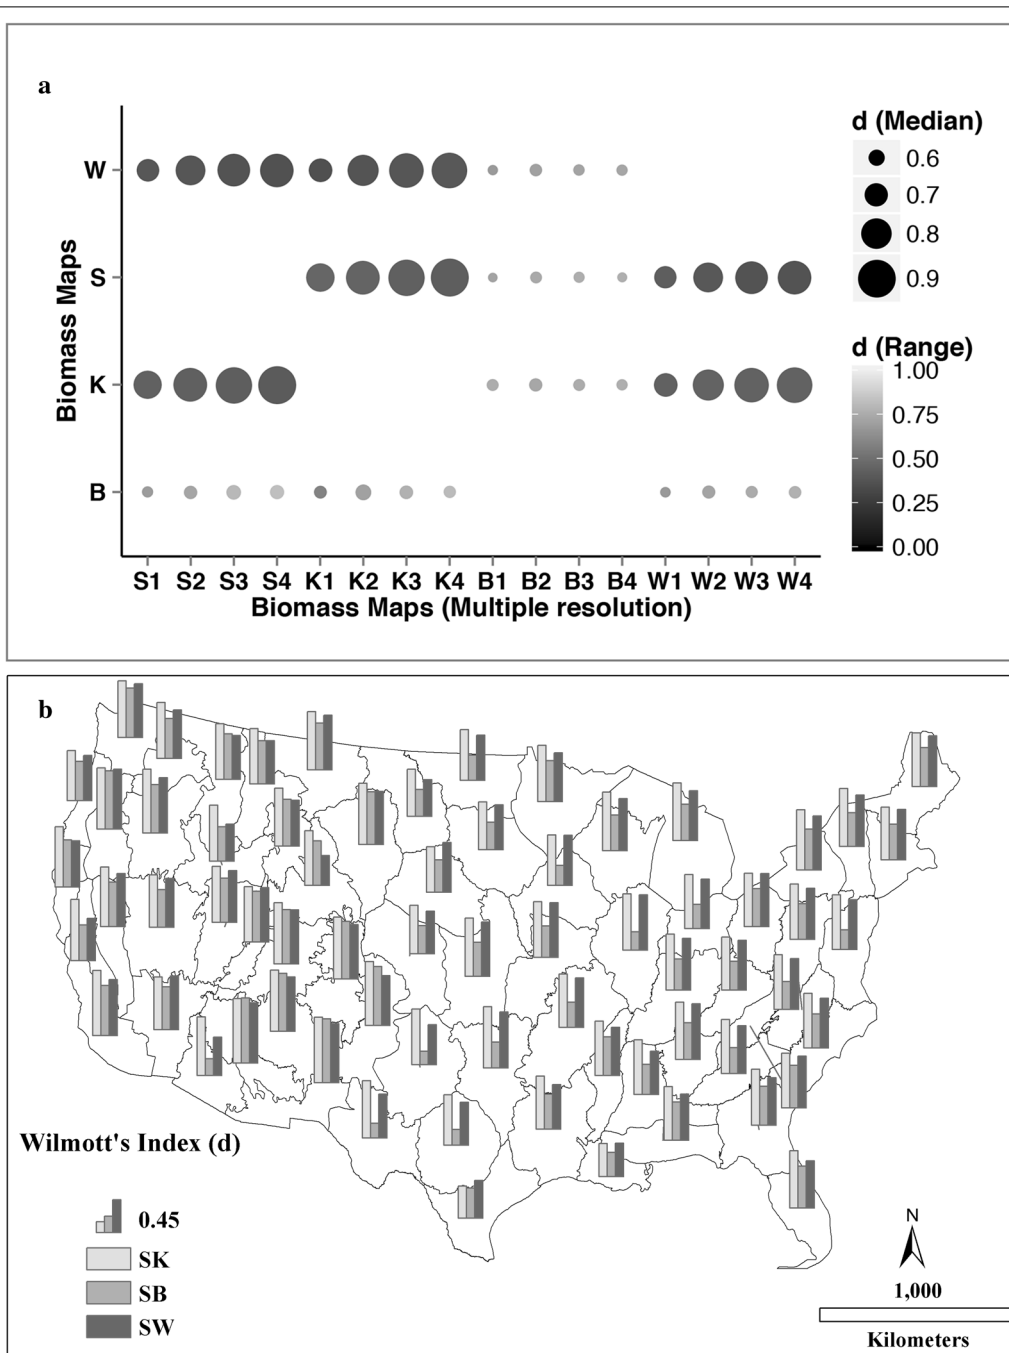 a
d (Median)
0.6
0.7
0.8
0.9
d (Range)
1.00
0.75
0.50
0.25
0.00
Biomass Maps
W
S
K
B
S1 S2 S3 S4 K1 K2 K3 K4 B1 B2 B3 B4 W1 W2 W3 W4
Biomass Maps (Multiple resolution)
b
Wilmott's Index (d)
0.45
SK
SB
SW
N
1,000
Kilometers